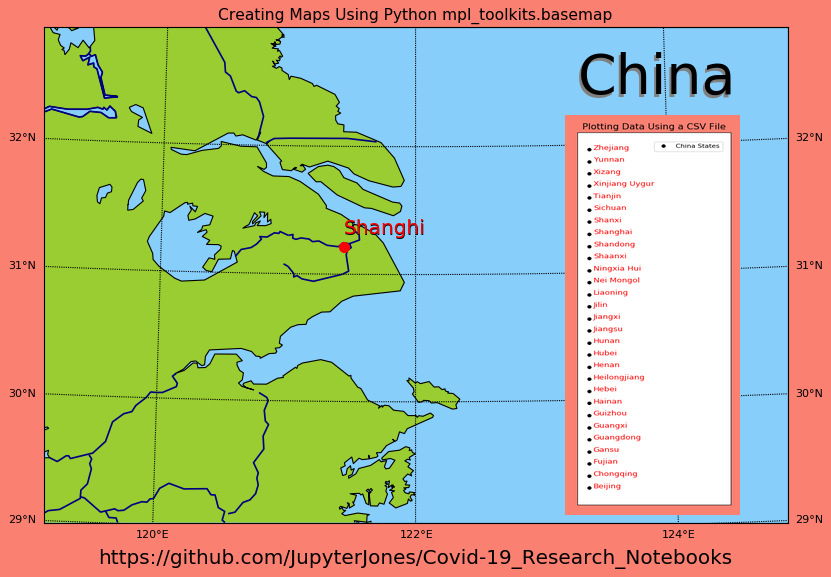 Creating Maps Using Python mpl_toolkits.basemap
China
Plotting Data Using a CSV File
China States
Zhejiang
Yunnan
Xizang
Xinjiang Uygur
Tianjin
Sichuan
Shanxi
Shanghai
Shandong
Shaanxi
Ningxia Hui
Nei Mongol
Liaoning
Jilin
Jiangxi
Jiangsu
Hunan
Hubei
Henan
Heilongjiang
Hebei
Hainan
Guizhou
Guangxi
Guangdong
Gansu
Fujian
Chongqing
Beijing
Shanghi
32°N
31°N
30°N
29°N
32°N
31°N
30°N
29°N
120°E
122°E
124°E
https://github.com/JupyterJones/Covid-19_Research_Notebooks